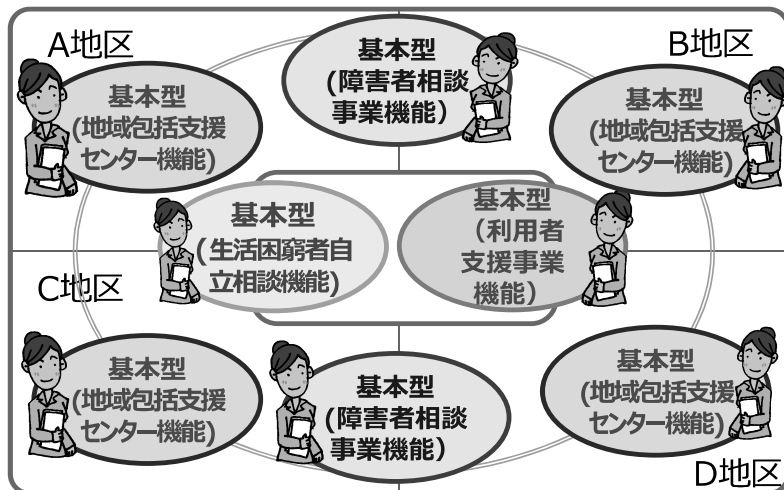 A地区
基本型
(地域包括支援
センター機能)
基本型
(障害者相談
事業機能)
B地区
基本型
(地域包括支援
センター機能)
基本型
(生活困窮者自
立相談機能)
基本型
(利用者
支援事業
機能)
C地区
基本型
(地域包括支援
センター機能)
基本型
(障害者相談
事業機能)
基本型
(地域包括支援
センター機能)
D地区